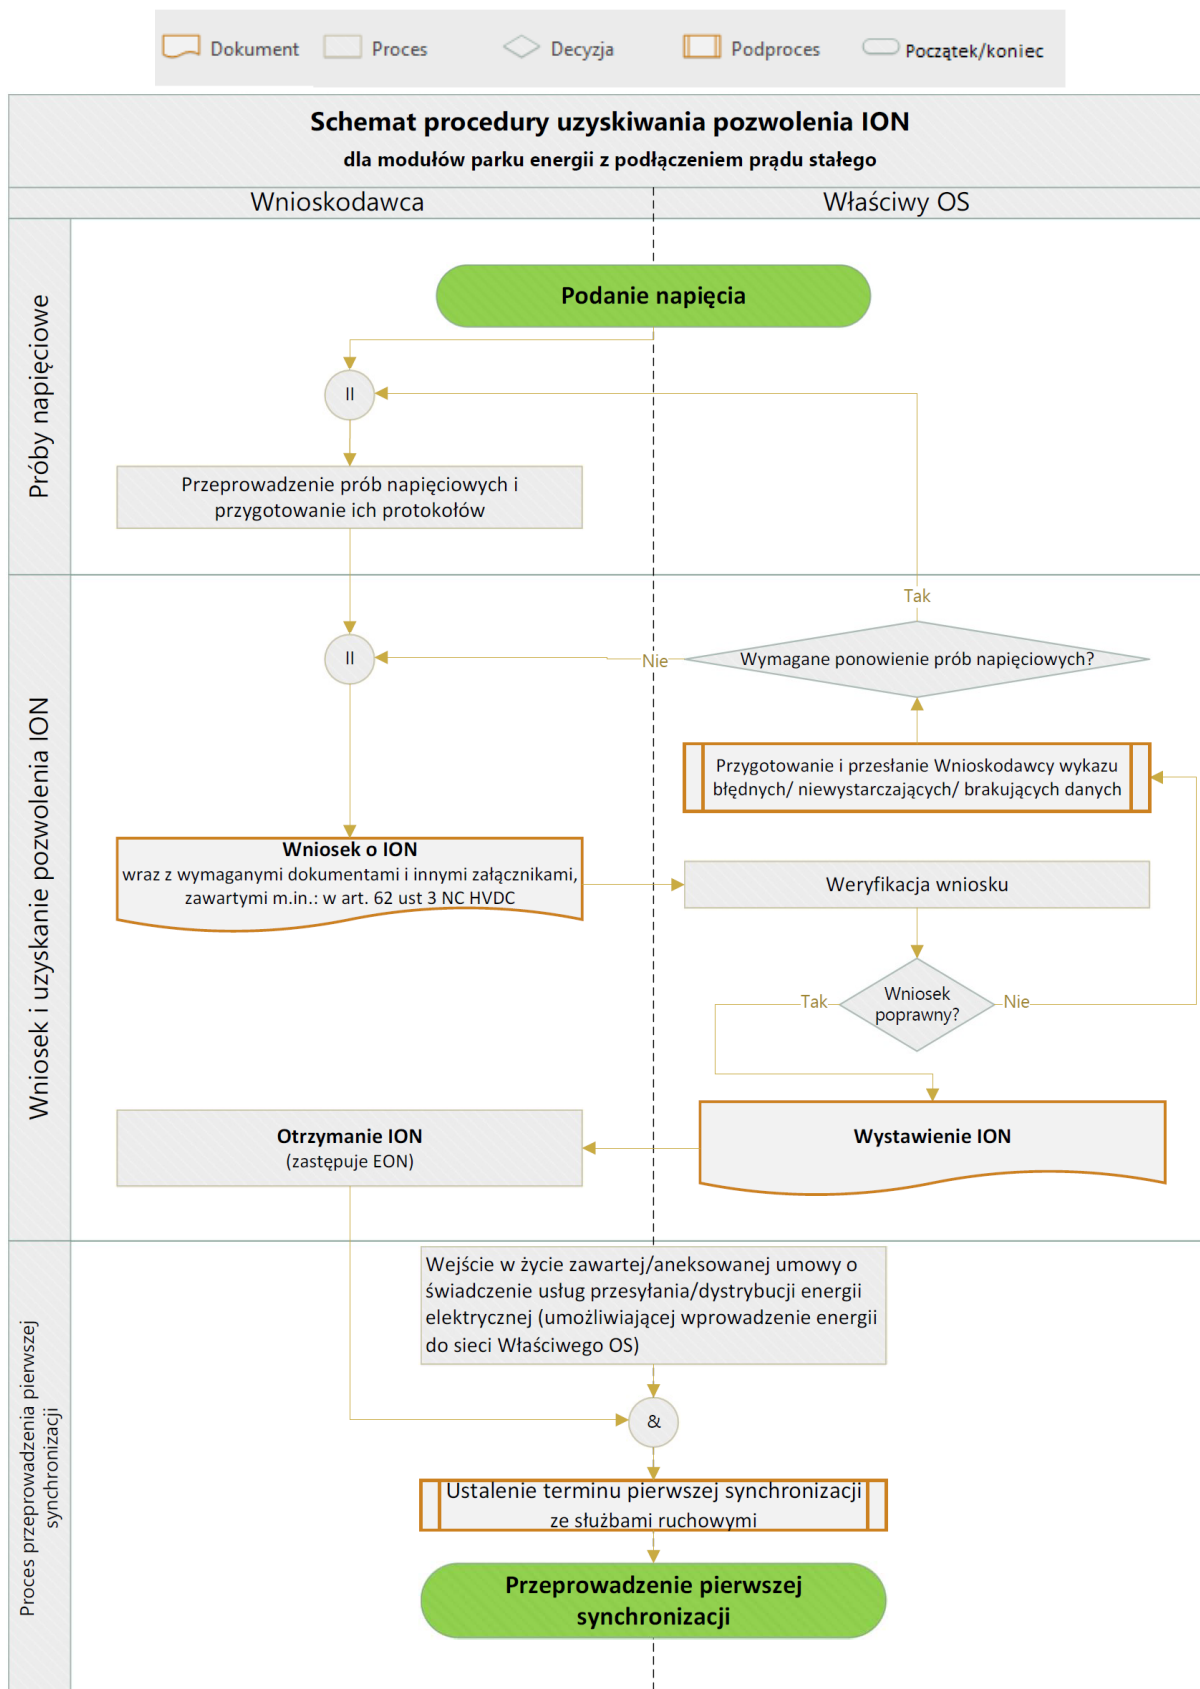 Dokument
Proces
Decyzja
Podproces
Początek/koniec
Schemat procedury uzyskiwania pozwolenia ION
dla modułów parku energii z podłączeniem prądu stałego
Wnioskodawca
Właściwy OS
Próby napięciowe
Podanie napięcia
II
Przeprowadzenie prób napięciowych i
przygotowanie ich protokołów
Wniosek i uzyskanie pozwolenia ION
Tak
II
Nie
Wymagane ponowienie prób napięciowych?
Przygotowanie i przesłanie Wnioskodawcy wykazu
błędnych/ niewystarczających/ brakujących danych
Wniosek o ION
wraz z wymaganymi dokumentami i innymi załącznikami,
zawartymi m.in.: w art. 62 ust 3 NC HVDC
Weryfikacja wniosku
Tak
Wniosek
poprawny?
Nie
Otrzymanie ION
(zastępuje EON)
Wystawienie ION
Proces przeprowadzenia pierwszej
synchronizacji
Wejście w życie zawartej/aneksowanej umowy o
świadczenie usług przesyłania/dystrybucji energii
elektrycznej (umożliwiającej wprowadzenie energii
do sieci Właściwego OS)
&
Ustalenie terminu pierwszej synchronizacji
ze służbami ruchowymi
Przeprowadzenie pierwszej
synchronizacji